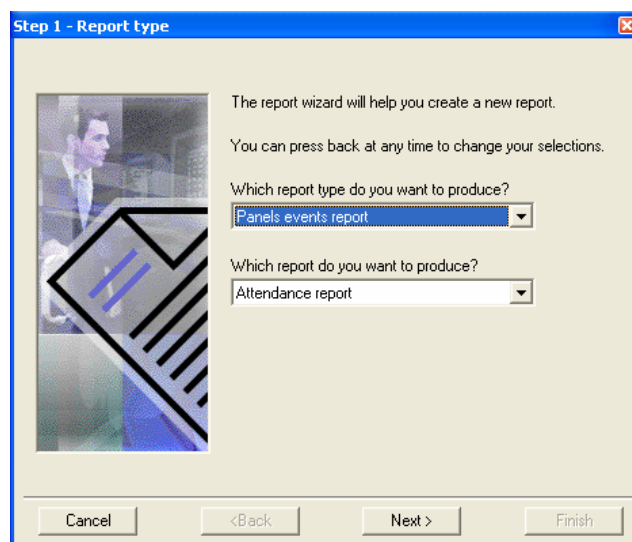 Step 1 - Report type
The report wizard will help you create a new report.
You can press back at any time to change your selections.
Which report type do you want to produce?
Panels events report
Which report do you want to produce?
Attendance report
Cancel
<Back
Next >
Finish